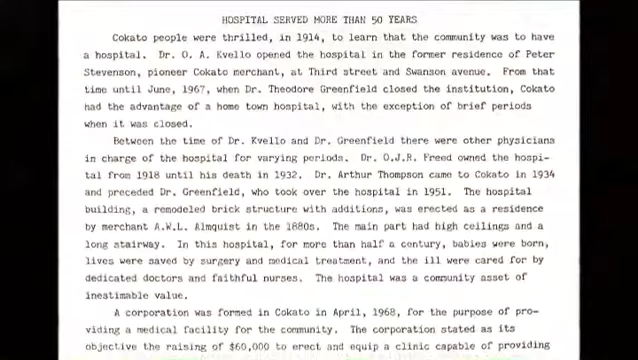 HOSPITAL SERVED MORE THAN 50 YEARS
Cokato people were thrilled, in 1914, to learn that the community was to have
a hospital. Dr. O. A. Kvello opened the hospital in the former residence of Peter
Stevenson, pioneer Cokato merchant, at Third street and Swanson avenue. From that
time until June, 1967, when Dr. Theodore Greenfield closed the institution, Cokato
had the advantage of a home town hospital, with the exception of brief periods
when it was closed.
Between the time of Dr. Kvello and Dr. Greenfield there were other physicians
in charge of the hospital for varying periods. Dr. O.J.R. Freed owned the hospi-
tal from 1918 until his death in 1932. Dr. Arthur Thompson came to Cokato in 1934
and preceded Dr. Greenfield, who took over the hospital in 1951. The hospital
building, a remodeled brick structure with additions, was erected as a residence
by merchant A.W.L. Almquist in the 1880s. The main part had high ceilings and a
long stairway. In this hospital, for more than half a century, babies were born,
lives were saved by surgery and medical treatment, and the ill were cared for by
dedicated doctors and faithful nurses. The hospital was a community asset of
inestimable value.
A corporation was formed in Cokato in April, 1968, for the purpose of pro-
viding a medical facility for the community. The corporation stated as its
objective the raising of $60,000 to erect and equip a clinic capable of providing